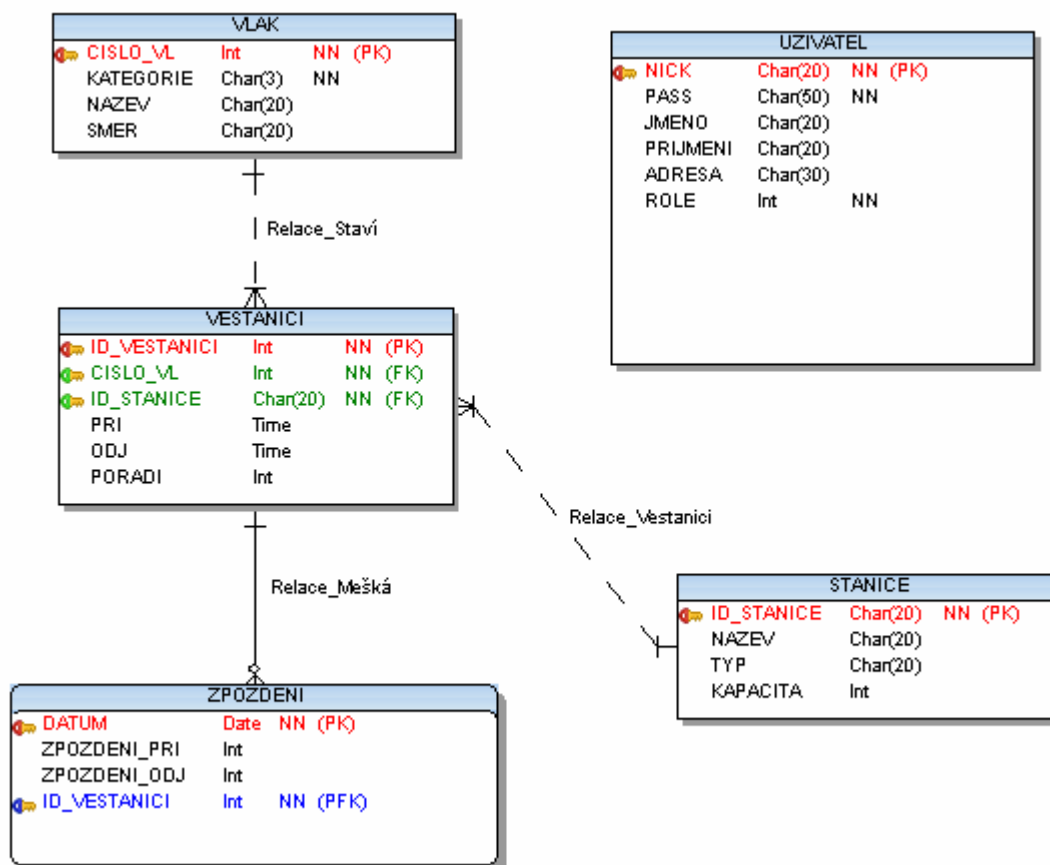 VLAK
CISLO_VL Int NN (PK)
KATEGORIE Char(3) NN
NAZEV Char(20)
SMER Char(20)
UZIVATEL
NICK Char(20) NN (PK)
PASS Char(50) NN
JMENO Char(20)
PRIJMENI Char(20)
ADRESA Char(30)
ROLE Int NN
Relace_Staví
VESTANICI
ID_VESTANICI Int NN (PK)
CISLO_VL Int NN (FK)
ID_STANICE Char(20) NN (FK)
PRI Time
ODJ Time
PORADI Int
Relace_Vestanici
Relace_Mešká
STANICE
ID_STANICE Char(20) NN (PK)
NAZEV Char(20)
TYP Char(20)
KAPACITA Int
ZPOZDENI
DATUM Date NN (PK)
ZPOZDENI_PRI Int
ZPOZDENI_ODJ Int
ID_VESTANICI Int NN (PFK)